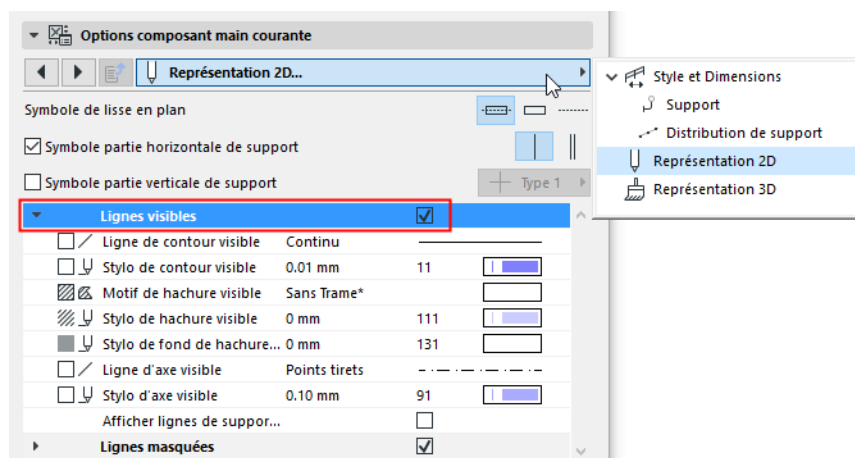 Options composant main courante
Représentation 2D...
Style et Dimensions
Support
Distribution de support
Représentation 2D
Représentation 3D
Symbole de lisse en plan
Symbole partie horizontale de support
Symbole partie verticale de support
Type 1
Lignes visibles
Ligne de contour visible Continu
Stylo de contour visible 0.01 mm 11
Motif de hachure visible Sans Trame*
Stylo de hachure visible 0 mm 111
Stylo de fond de hachure... 0 mm 131
Ligne d'axe visible Points tirets
Stylo d'axe visible 0.10 mm 91
Afficher lignes de suppor...
Lignes masquées